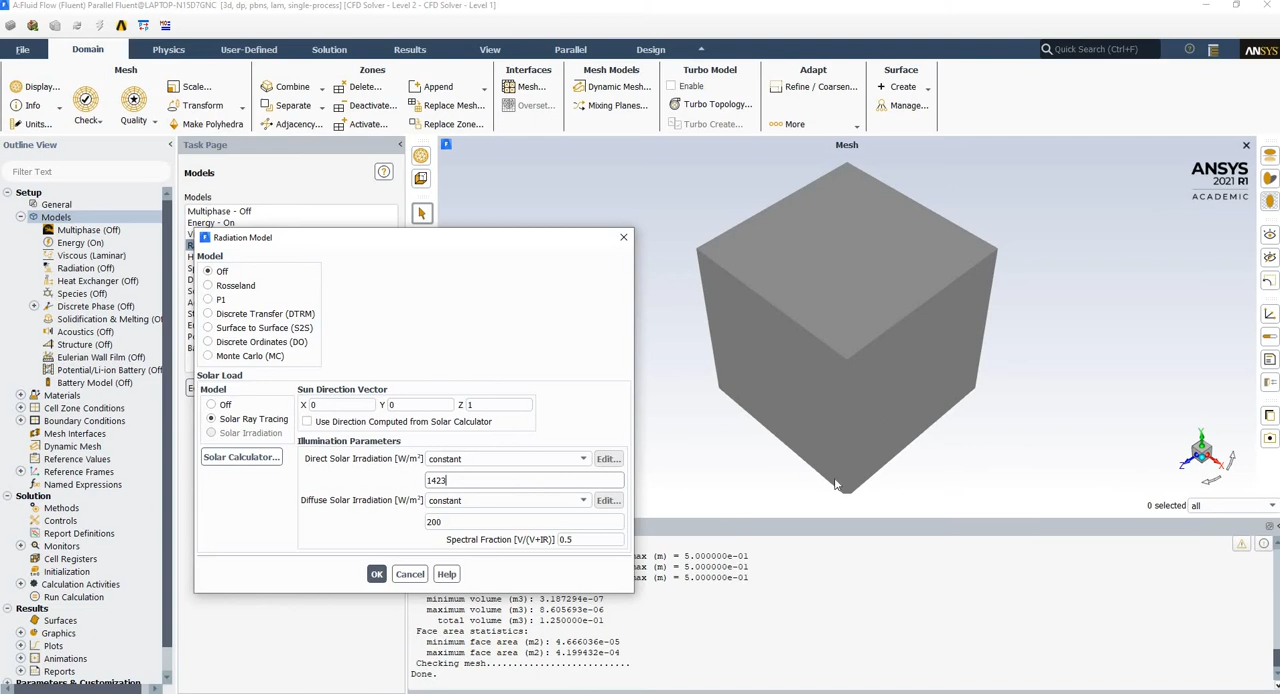 A:Fluid Flow (Fluent) Parallel Fluent@LAPTOP-N15D7GNC [3d, dp, pbns, lam, single-process] [CFD Solver - Level 2 - CFD Solver - Level 1]
File Domain Physics User-Defined Solution Results View Parallel Design Quick Search (Ctrl+F) ANSYS
Mesh Zones Interfaces Mesh Models Turbo Model Adapt Surface
Display... Scale... Combine Delete... Append Mesh... Dynamic Mesh... Enable Refine / Coarsen... Create
Info Transform Separate Deactivate... Replace Mesh... Overset... Mixing Planes... Turbo Topology... Manage...
Units... Check Quality Make Polyhedra Adjacency... Activate... Replace Zone... Turbo Create... More
Outline View
Filter Text
Setup
General
Models
Multiphase (Off)
Energy (On)
Viscous (Laminar)
Radiation (Off)
Heat Exchanger (Off)
Species (Off)
Discrete Phase (Off)
Solidification & Melting (Of
Acoustics (Off)
Structure (Off)
Eulerian Wall Film (Off)
Potential/Li-ion Battery (Off)
Battery Model (Off)
Materials
Cell Zone Conditions
Boundary Conditions
Mesh Interfaces
Dynamic Mesh
Reference Values
Reference Frames
Named Expressions
Solution
Methods
Controls
Report Definitions
Monitors
Cell Registers
Initialization
Calculation Activities
Run Calculation
Results
Surfaces
Graphics
Plots
Animations
Reports
Parameters & Customization
Task Page
Models
Models
Multiphase - Off
Energy - On
Radiation Model
Model
Off
Rosseland
P1
Discrete Transfer (DTRM)
Surface to Surface (S2S)
Discrete Ordinates (DO)
Monte Carlo (MC)
Solar Load
Model
Off
Solar Ray Tracing
Solar Irradiation
Solar Calculator...
Sun Direction Vector
X 0 Y 0 Z 1
Use Direction Computed from Solar Calculator
Illumination Parameters
Direct Solar Irradiation [W/m²] constant Edit...
1423
Diffuse Solar Irradiation [W/m²] constant Edit...
200
Spectral Fraction [V/(V+IR)] 0.5
OK Cancel Help
Mesh
ANSYS
2021 R1
ACADEMIC
Y
Z X
0 selected all
max (m) = 5.000000e-01
max (m) = 5.000000e-01
max (m) = 5.000000e-01
minimum volume (m3): 3.187294e-07
maximum volume (m3): 8.605693e-06
total volume (m3): 1.250000e-01
Face area statistics:
minimum face area (m2): 4.666036e-05
maximum face area (m2): 4.199432e-04
Checking mesh..........................
Done.